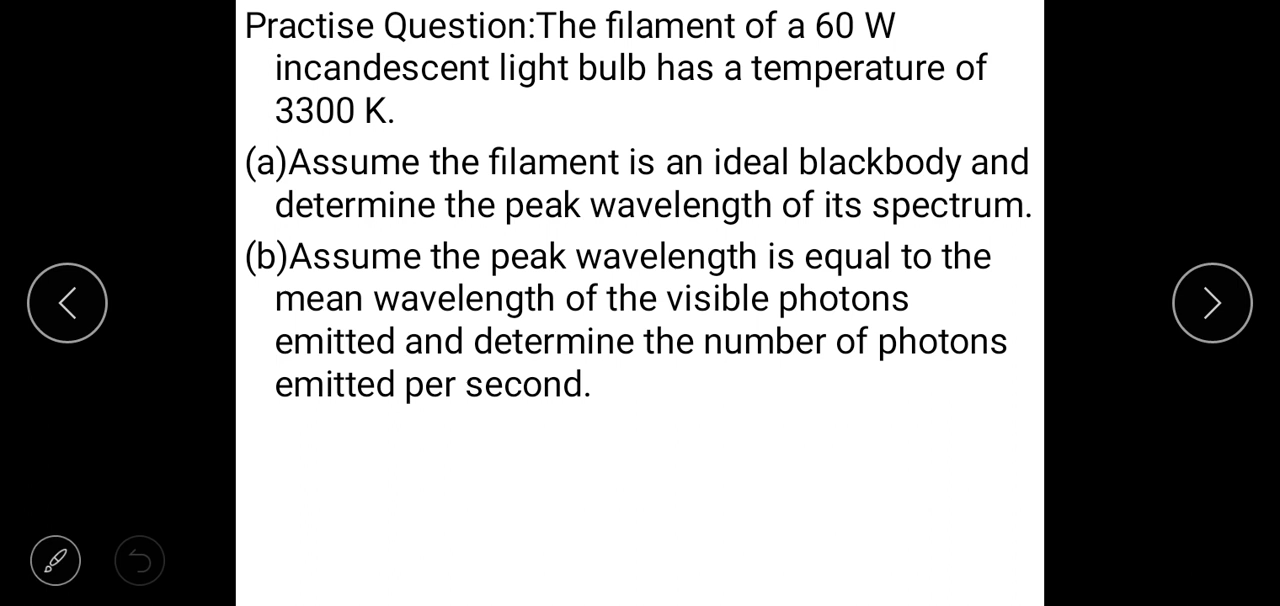 Practise Question:The filament of a 60 W
incandescent light bulb has a temperature of
3300 K.
(a)Assume the filament is an ideal blackbody and
determine the peak wavelength of its spectrum.
(b)Assume the peak wavelength is equal to the
mean wavelength of the visible photons
emitted and determine the number of photons
emitted per second.